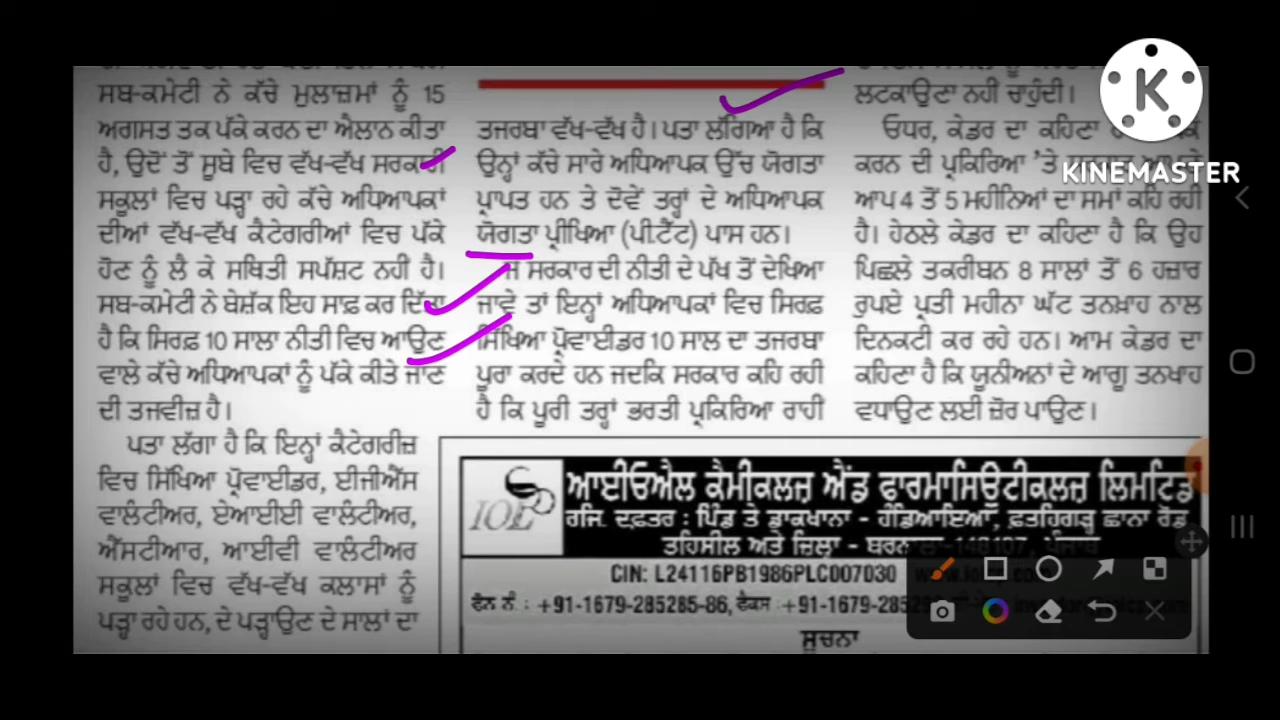 ਸਬ-ਕਮੇਟੀ ਨੇ ਕੱਚੇ ਮੁਲਾਜ਼ਮਾਂ ਨੂੰ 15
ਅਗਸਤ ਤਕ ਪੱਕੇ ਕਰਨ ਦਾ ਐਲਾਨ ਕੀਤਾ
ਹੈ, ਉਦੋਂ ਤੋਂ ਸੂਬੇ ਵਿਚ ਵੱਖ-ਵੱਖ ਸਰਕਾਰੀ
ਸਕੂਲਾਂ ਵਿਚ ਪੜ੍ਹਾ ਰਹੇ ਕੱਚੇ ਅਧਿਆਪਕਾਂ
ਦੀਆਂ ਵੱਖ-ਵੱਖ ਕੈਟੇਗਰੀਆਂ ਵਿਚ ਪੱਕੇ
ਹੋਣ ਨੂੰ ਲੈ ਕੇ ਸਥਿਤੀ ਸਪੱਸ਼ਟ ਨਹੀ ਹੈ।
ਸਬ-ਕਮੇਟੀ ਨੇ ਬੇਸ਼ੱਕ ਇਹ ਸਾਫ਼ ਕਰ ਦਿੱਤਾ
ਹੈ ਕਿ ਸਿਰਫ਼ 10 ਸਾਲਾ ਨੀਤੀ ਵਿਚ ਆਉਣ
ਵਾਲੇ ਕੱਚੇ ਅਧਿਆਪਕਾਂ ਨੂੰ ਪੱਕੇ ਕੀਤੇ ਜਾਣ
ਦੀ ਤਜਵੀਜ਼ ਹੈ।
ਪਤਾ ਲੱਗਾ ਹੈ ਕਿ ਇਨ੍ਹਾਂ ਕੈਟੇਗਰੀਜ਼
ਵਿਚ ਸਿੱਖਿਆ ਪ੍ਰੋਵਾਈਡਰ, ਈਜੀਐੱਸ
ਵਾਲੰਟੀਅਰ, ਏਆਈਈ ਵਾਲੰਟੀਅਰ,
ਐੱਸਟੀਆਰ, ਆਈਵੀ ਵਾਲੰਟੀਅਰ
ਸਕੂਲਾਂ ਵਿਚ ਵੱਖ-ਵੱਖ ਕਲਾਸਾਂ ਨੂੰ
ਪੜ੍ਹਾ ਰਹੇ ਹਨ, ਦੇ ਪੜ੍ਹਾਉਣ ਦੇ ਸਾਲਾਂ ਦਾ
ਤਜਰਬਾ ਵੱਖ-ਵੱਖ ਹੈ। ਪਤਾ ਲੱਗਿਆ ਹੈ ਕਿ
ਉਨ੍ਹਾਂ ਕੱਚੇ ਸਾਰੇ ਅਧਿਆਪਕ ਉੱਚ ਯੋਗਤਾ
ਪ੍ਰਾਪਤ ਹਨ ਤੇ ਦੋਵੇਂ ਤਰ੍ਹਾਂ ਦੇ ਅਧਿਆਪਕ
ਯੋਗਤਾ ਪ੍ਰੀਖਿਆ (ਪੀ.ਟੈੱਟ) ਪਾਸ ਹਨ।
ਸਰਕਾਰ ਦੀ ਨੀਤੀ ਦੇ ਪੱਖ ਤੋਂ ਦੇਖਿਆ
ਜਾਵੇ ਤਾਂ ਇਨ੍ਹਾਂ ਅਧਿਆਪਕਾਂ ਵਿਚ ਸਿਰਫ਼
ਸਿੱਖਿਆ ਪ੍ਰੋਵਾਈਡਰ 10 ਸਾਲ ਦਾ ਤਜਰਬਾ
ਪੂਰਾ ਕਰਦੇ ਹਨ ਜਦਕਿ ਸਰਕਾਰ ਕਹਿ ਰਹੀ
ਹੈ ਕਿ ਪੂਰੀ ਤਰ੍ਹਾਂ ਭਰਤੀ ਪ੍ਰਕਿਰਿਆ ਰਾਹੀਂ
ਲਟਕਾਉਣਾ ਨਹੀ ਚਾਹੁੰਦੀ।
ਓਧਰ, ਕੇਡਰ ਦਾ ਕਹਿਣਾ
ਕਰਨ ਦੀ ਪ੍ਰਕਿਰਿਆ 'ਤੇ
ਆਪ 4 ਤੋਂ 5 ਮਹੀਨਿਆਂ ਦਾ ਸਮਾਂ ਕਹਿ ਰਹੀ
ਹੈ। ਹੇਠਲੇ ਕੇਡਰ ਦਾ ਕਹਿਣਾ ਹੈ ਕਿ ਉਹ
ਪਿਛਲੇ ਤਕਰੀਬਨ 8 ਸਾਲਾਂ ਤੋਂ 6 ਹਜ਼ਾਰ
ਰੁਪਏ ਪ੍ਰਤੀ ਮਹੀਨਾ ਘੱਟ ਤਨਖ਼ਾਹ ਨਾਲ
ਦਿਨਕਟੀ ਕਰ ਰਹੇ ਹਨ। ਆਮ ਕੇਡਰ ਦਾ
ਕਹਿਣਾ ਹੈ ਕਿ ਯੂਨੀਅਨਾਂ ਦੇ ਆਗੂ ਤਨਖਾਹ
ਵਧਾਉਣ ਲਈ ਜ਼ੋਰ ਪਾਉਣ।
K
KINEMASTER
IOL
ਆਈਓਐਲ ਕੈਮੀਕਲਜ਼ ਐਂਡ ਫਾਰਮਾਸਿਊਟੀਕਲਜ਼ ਲਿਮਟਿਡ
ਰਜਿ. ਦਫ਼ਤਰ : ਪਿੰਡ ਤੇ ਡਾਕਖਾਨਾ - ਹੰਡਿਆਇਆ, ਫ਼ਤਹਿਗੜ੍ਹ ਛਾਨਾ ਰੋਡ,
ਤਹਿਸੀਲ ਅਤੇ ਜ਼ਿਲ੍ਹਾ - ਬਰਨਾਲਾ-148107, ਪੰਜਾਬ
CIN: L24116PB1986PLC007030
ਫੋਨ ਨੰ : +91-1679-285285-86, ਫੈਕਸ :+91-1679-
ਸੂਚਨਾ